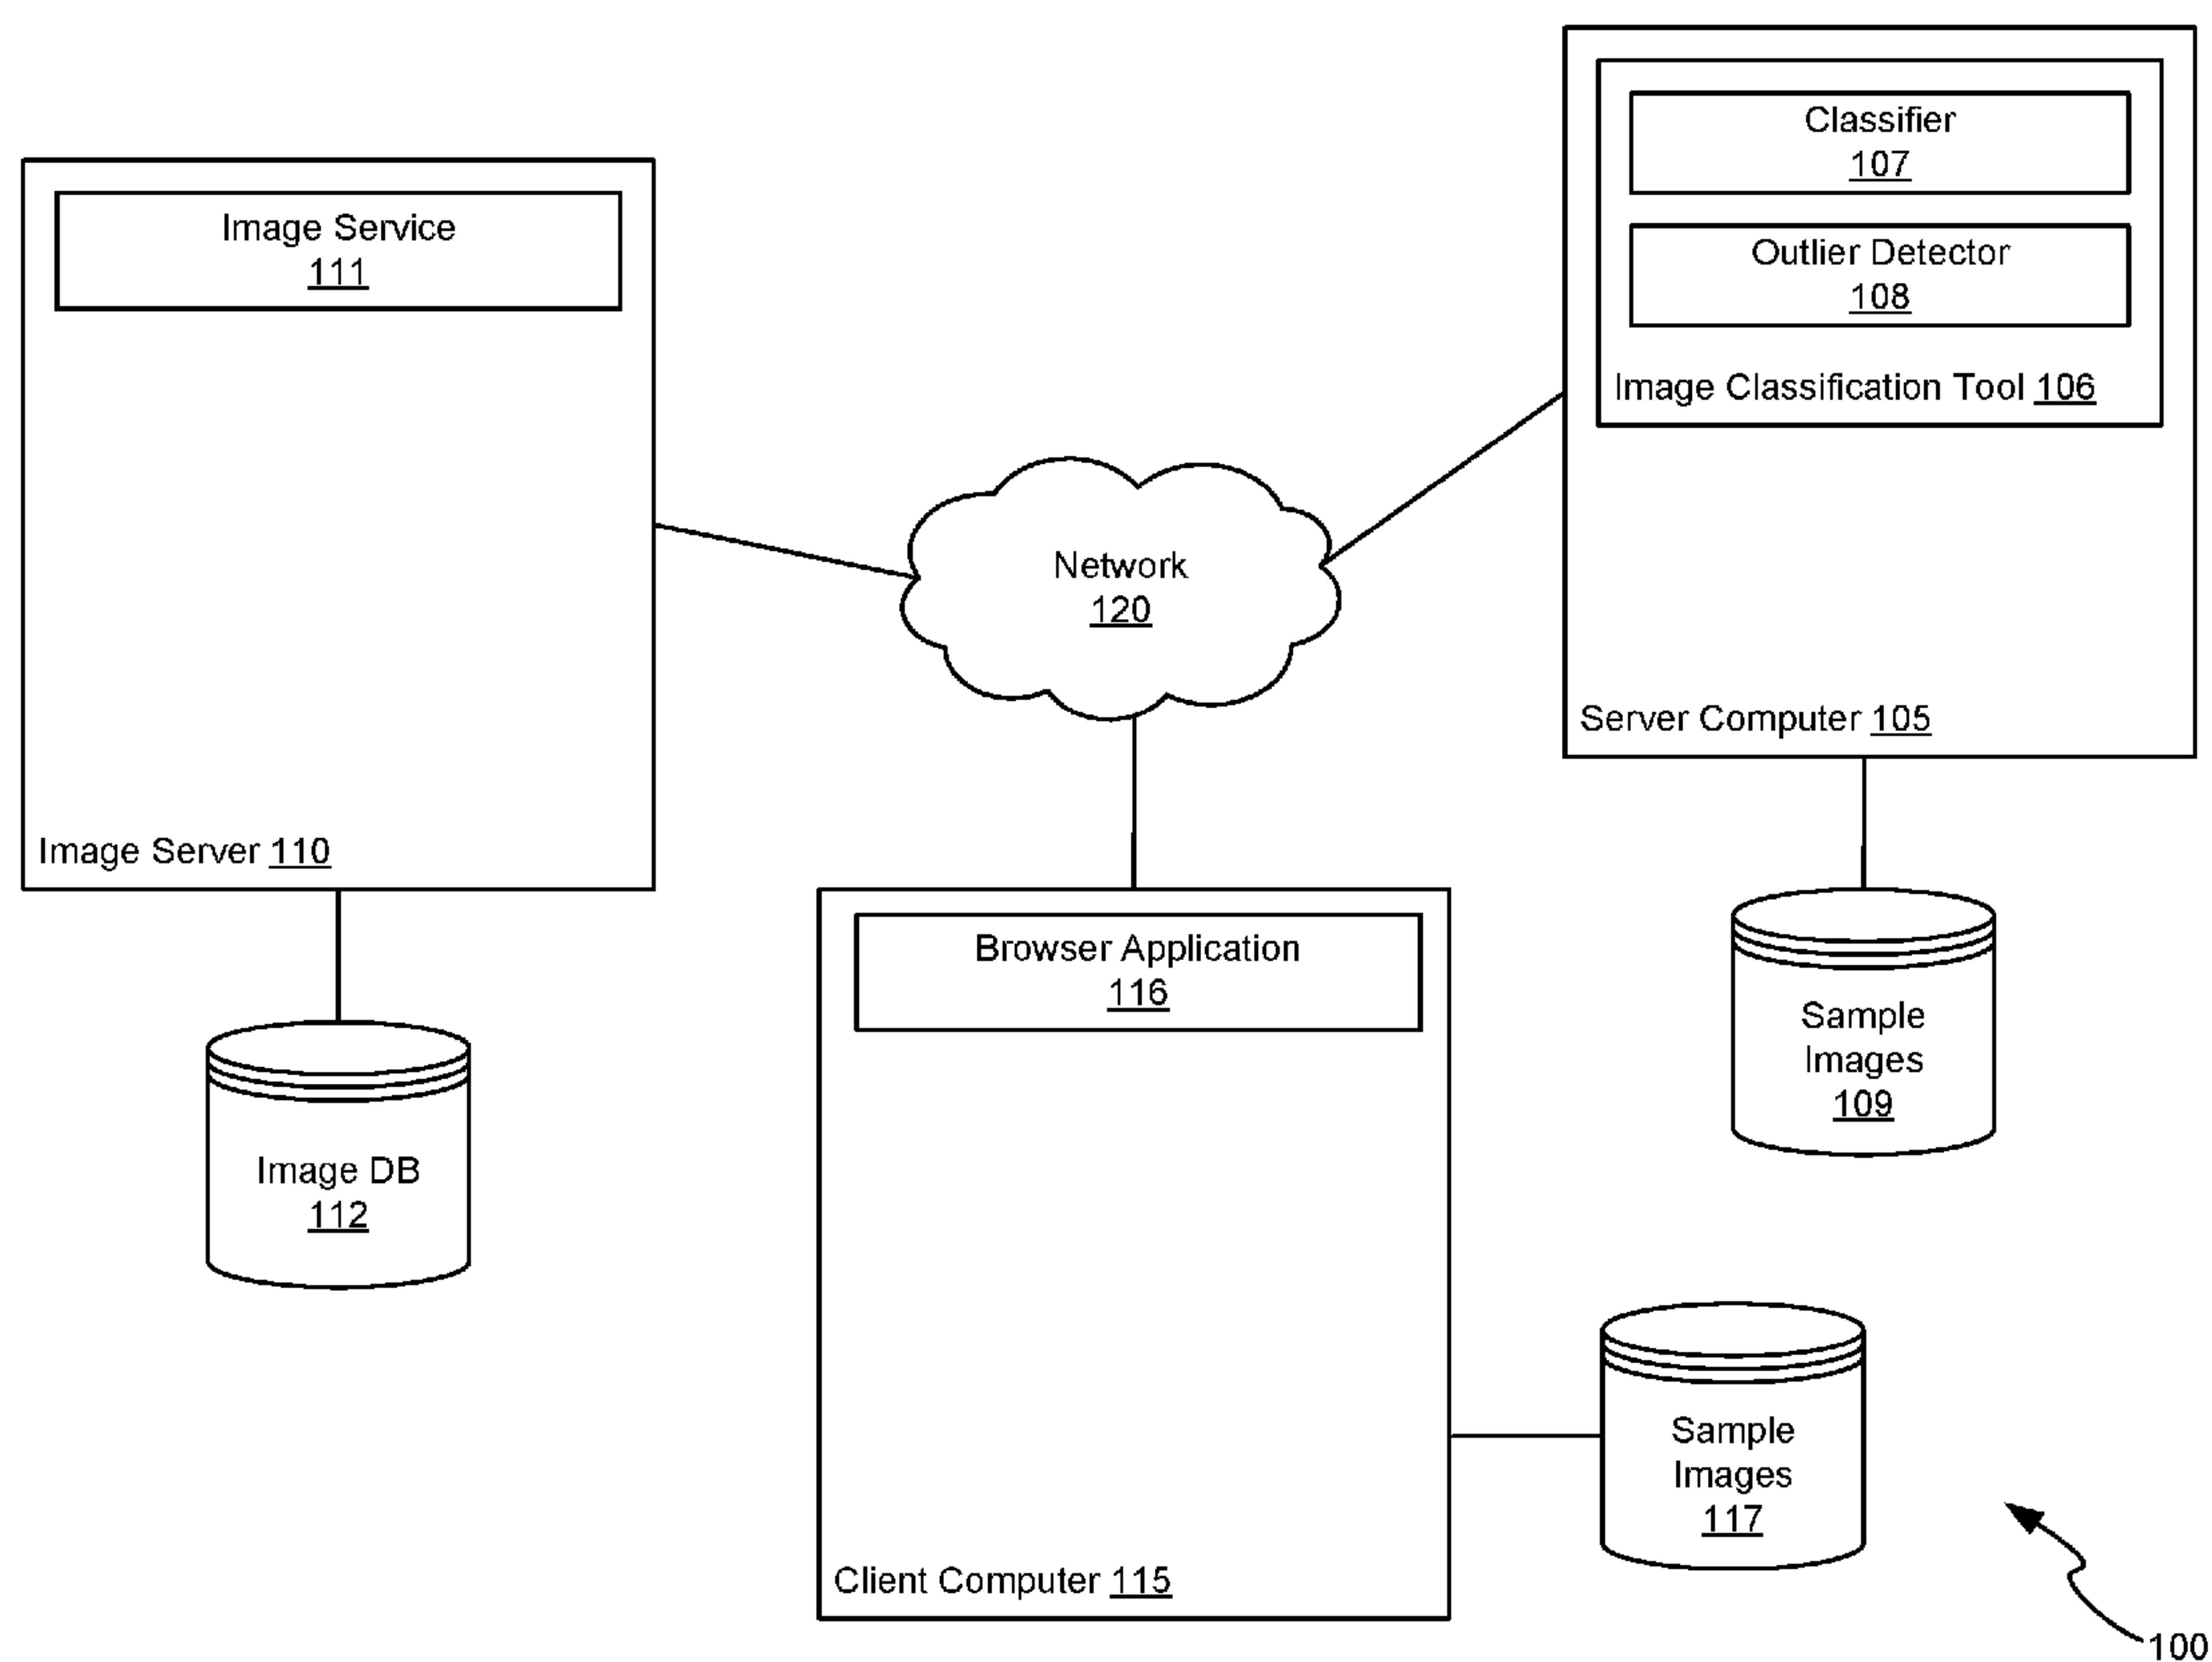 Classifier
107
Outlier Detector
108
Image Classification Tool 106
Server Computer 105
Image Service
111
Image Server 110
Network
120
Browser Application
116
Client Computer 115
Image DB
112
Sample
Images
109
Sample
Images
117
100